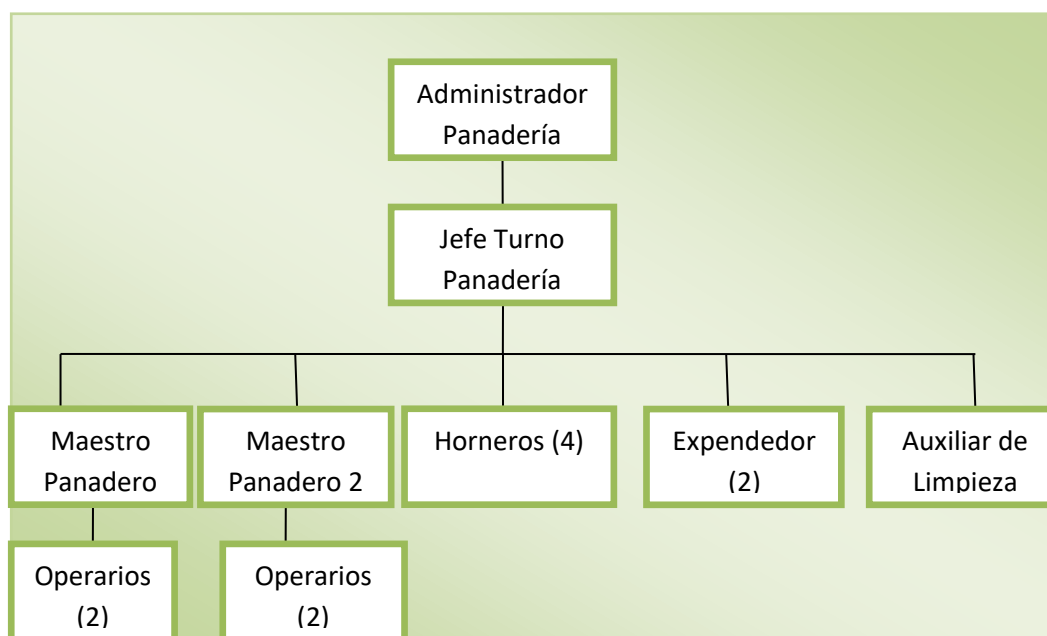 Administrador
Panadería
Jefe Turno
Panadería
Maestro
Panadero
Maestro
Panadero 2
Horneros (4)
Expendedor
(2)
Auxiliar de
Limpieza
Operarios
(2)
Operarios
(2)